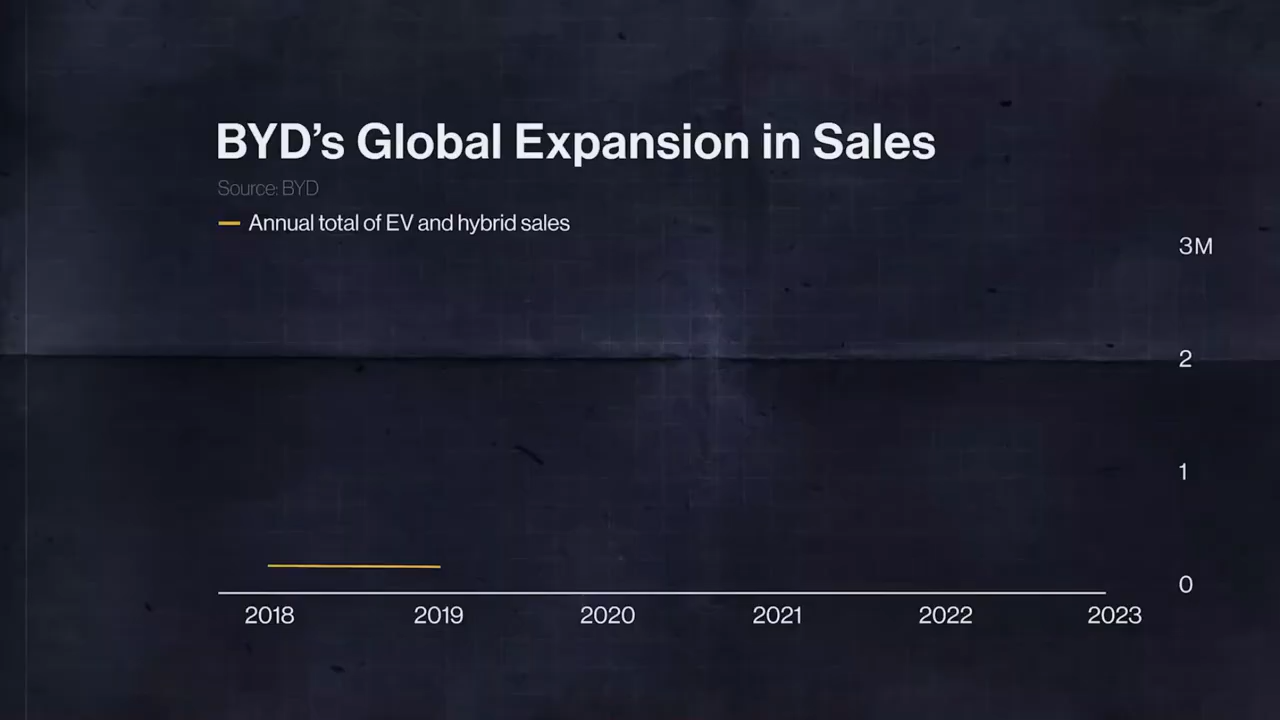 BYD’s Global Expansion in Sales
Source: BYD
Annual total of EV and hybrid sales
3M
2
1
0
2018 2019 2020 2021 2022 2023